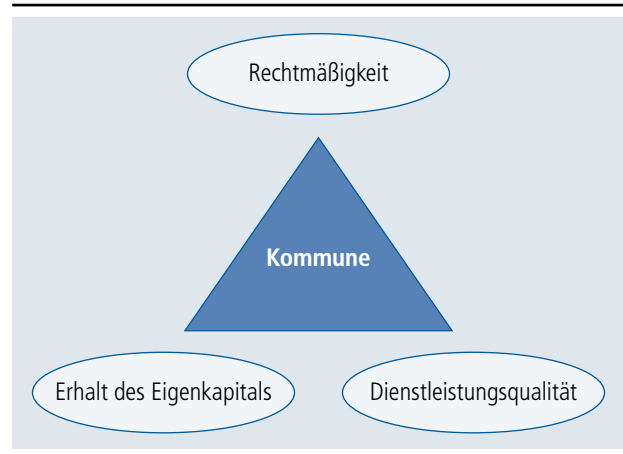 Rechtmäßigkeit
Kommune
Erhalt des Eigenkapitals
Dienstleistungsqualität